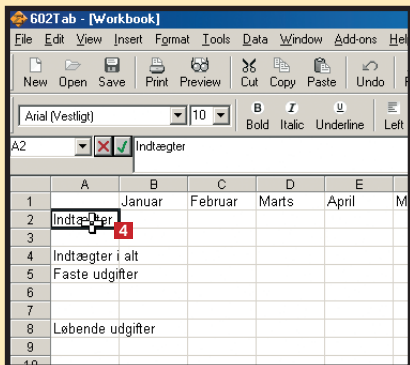 602Tab - [Workbook]
File Edit View Insert Format Tools Data Window Add-ons Hel
New Open Save Print Preview Cut Copy Paste Undo
Arial (Vestligt) 10 Bold Italic Underline Left
A2 Indtægter
A B C D E
1 Januar Februar Marts April M
2 Indtægter
4
3
4 Indtægter i alt
5 Faste udgifter
6
7
8 Løbende udgifter
9
10